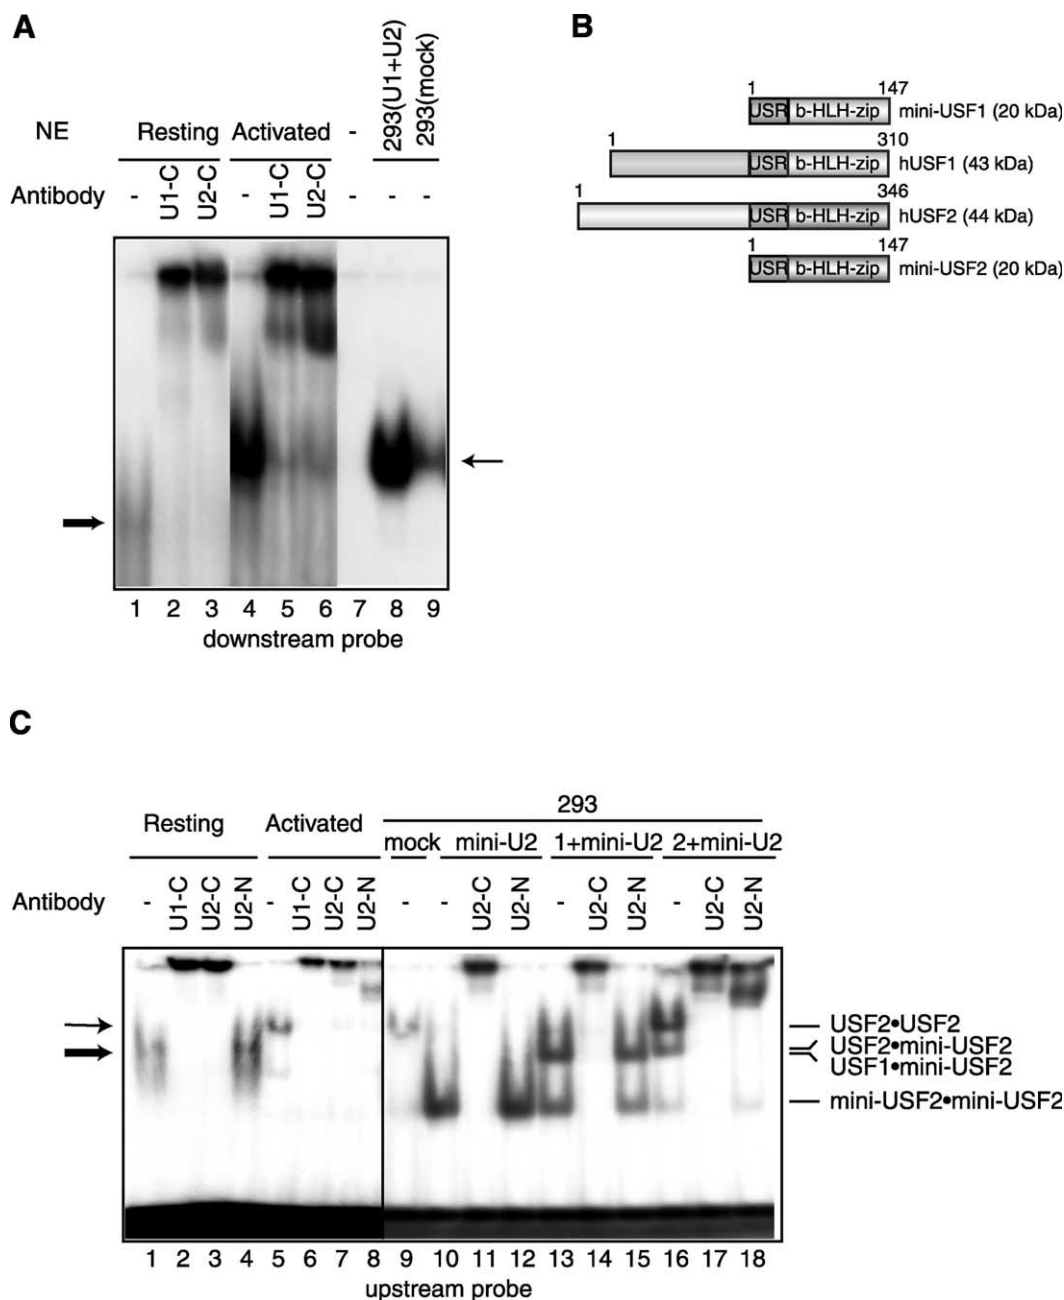 A
NE Resting Activated - 293(U1+U2) 293(mock)
Antibody - U1-C U2-C - U1-C U2-C - - -
1 2 3 4 5 6 7 8 9
downstream probe
B
1 147
USR b-HLH-zip mini-USF1 (20 kDa)
1 310
USR b-HLH-zip hUSF1 (43 kDa)
1 346
USR b-HLH-zip hUSF2 (44 kDa)
1 147
USR b-HLH-zip mini-USF2 (20 kDa)
C
293
Resting Activated
mock mini-U2 1+mini-U2 2+mini-U2
Antibody - U1-C U2-C U2-N - U1-C U2-C U2-N - - U2-C U2-N - U2-C U2-N - U2-C U2-N
USF2•USF2
USF2•mini-USF2
USF1•mini-USF2
mini-USF2•mini-USF2
1 2 3 4 5 6 7 8 9 10 11 12 13 14 15 16 17 18
upstream probe